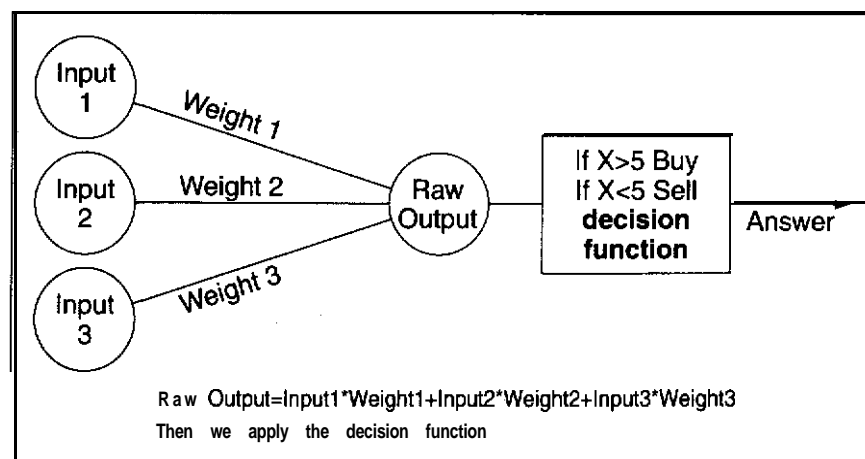 Input
1
Weight 1
Input
2
Weight 2
Input
3
Weight 3
Raw
Output
If X>5 Buy
If X<5 Sell
decision
function
Answer
Raw Output=Input1*Weight1+Input2*Weight2+Input3*Weight3
Then we apply the decision function